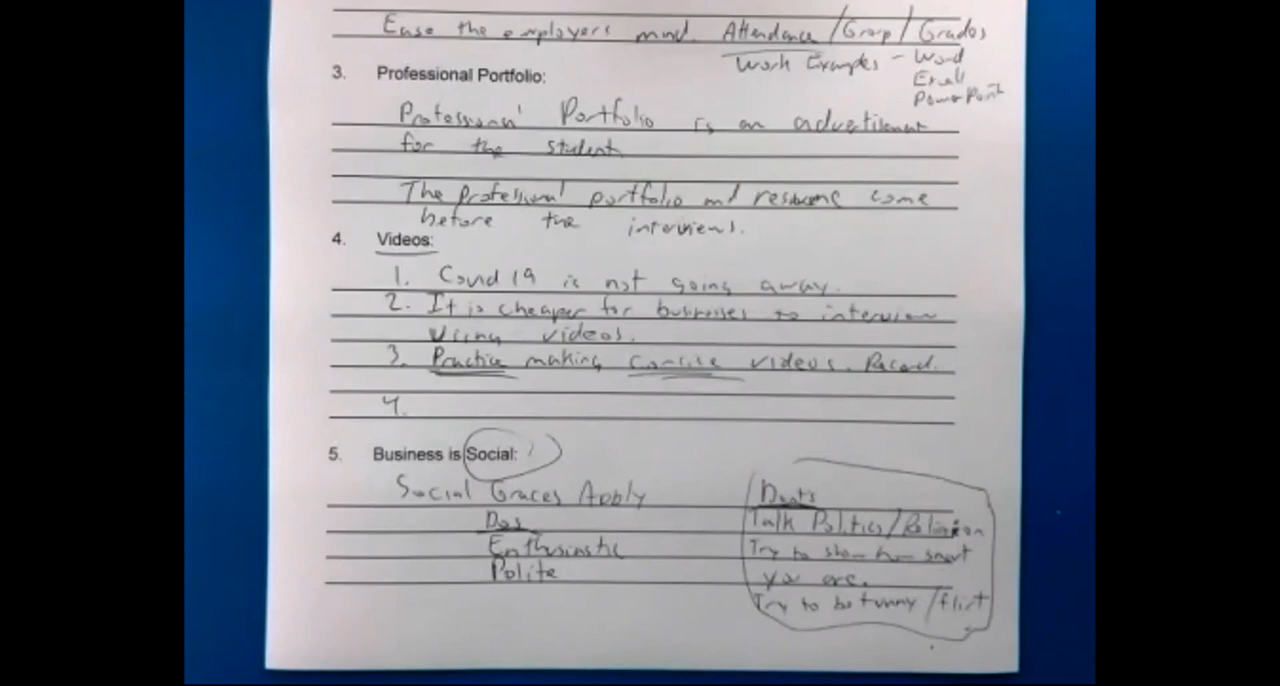 Ease the employers mind. Attendance / Group / Grades
Work Examples - Word
Excell
PowerPoint
3. Professional Portfolio:
Professional Portfolio is an advertisement
for the student
The professional portfolio and resume come
before the interviews.
4. Videos:
1. Covid 19 is not going away.
2. It is cheaper for businesses to interview
using videos.
3. Practice making concise videos. Record.
4.
5. Business is Social:
Social Graces Apply
Dos
Enthusiastic
Polite
Dont's
Talk Politics/Religion
Try to show how smart
you are.
Try to be funny / flirt